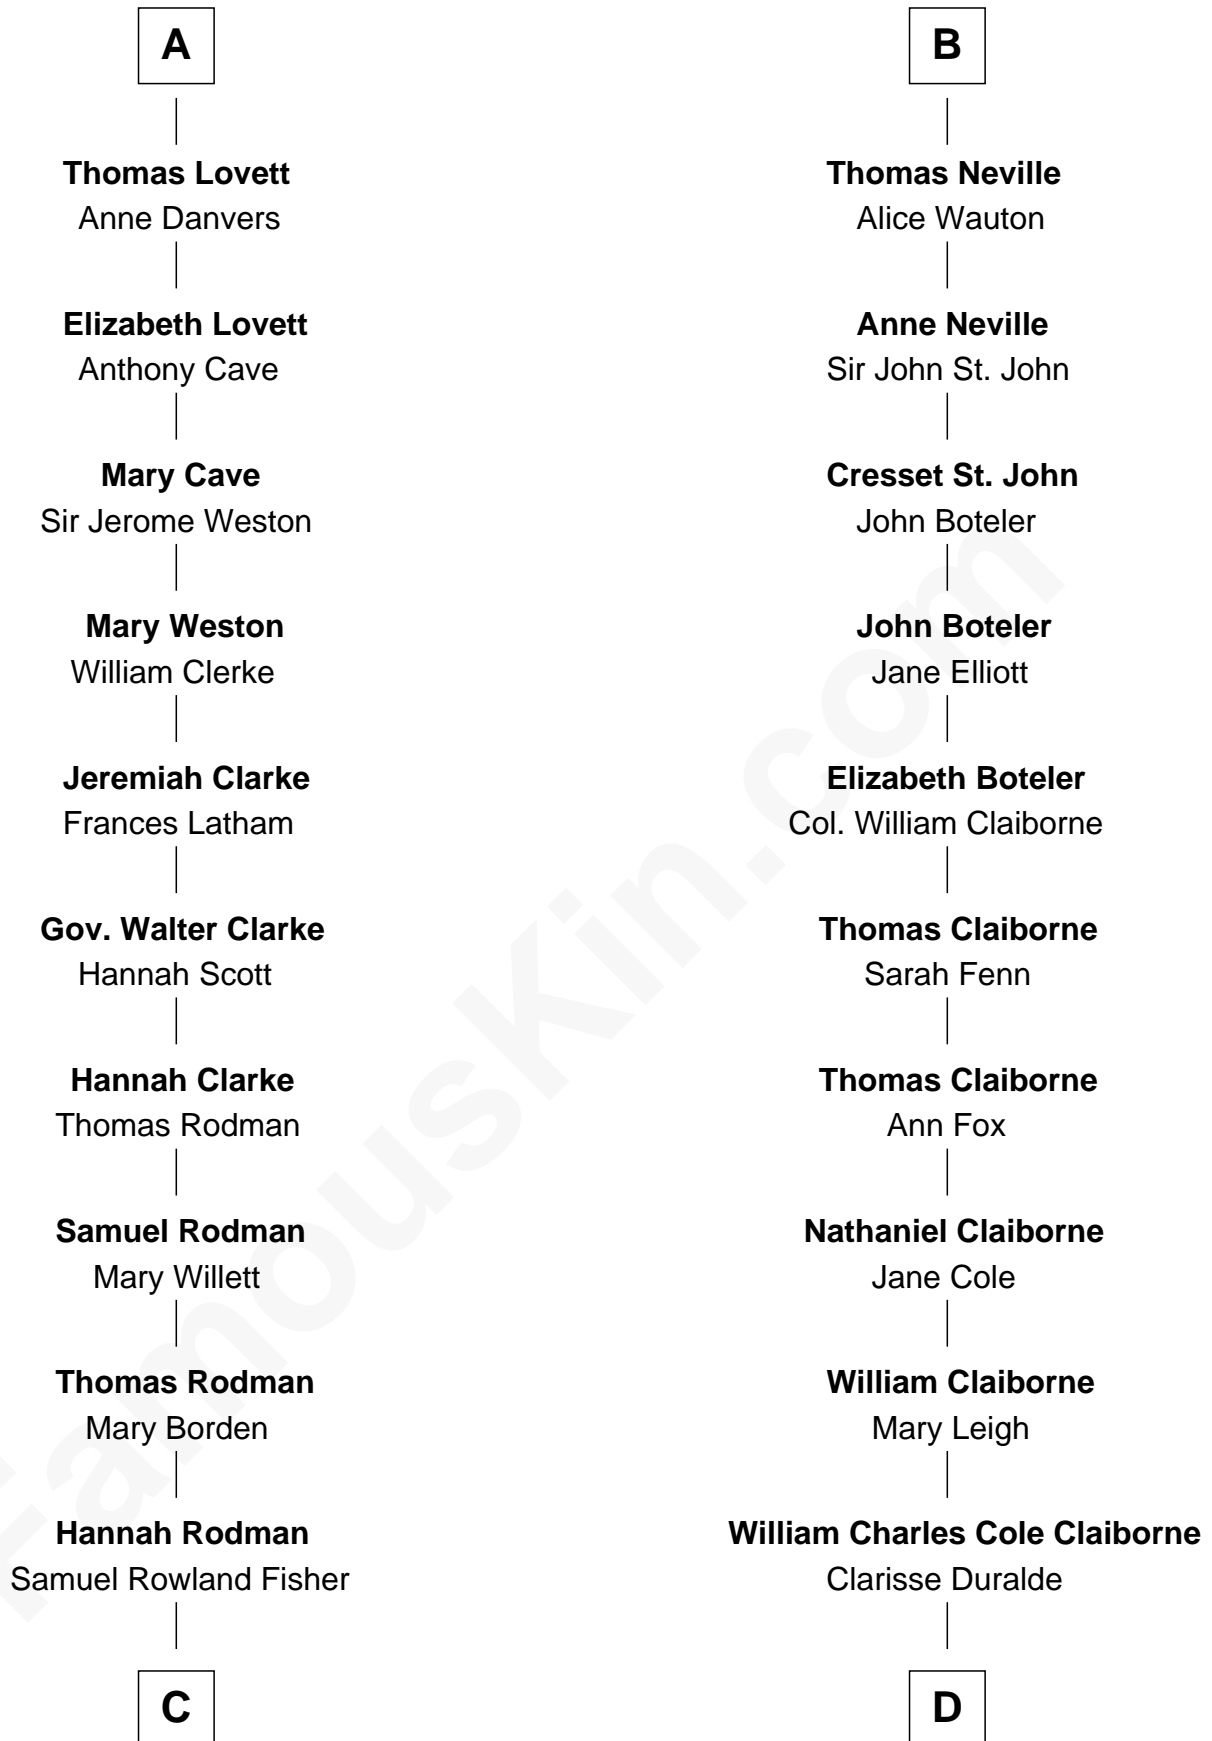 A
Thomas Lovett
Anne Danvers
Elizabeth Lovett
Anthony Cave
Mary Cave
Sir Jerome Weston
Mary Weston
William Clerke
Jeremiah Clarke
Frances Latham
Gov. Walter Clarke
Hannah Scott
Hannah Clarke
Thomas Rodman
Samuel Rodman
Mary Willett
Thomas Rodman
Mary Borden
Hannah Rodman
Samuel Rowland Fisher
C
B
Thomas Neville
Alice Wauton
Anne Neville
Sir John St. John
Cresset St. John
John Boteler
John Boteler
Jane Elliott
Elizabeth Boteler
Col. William Claiborne
Thomas Claiborne
Sarah Fenn
Thomas Claiborne
Ann Fox
Nathaniel Claiborne
Jane Cole
William Claiborne
Mary Leigh
William Charles Cole Claiborne
Clarisse Duralde
D
FamousKin.com